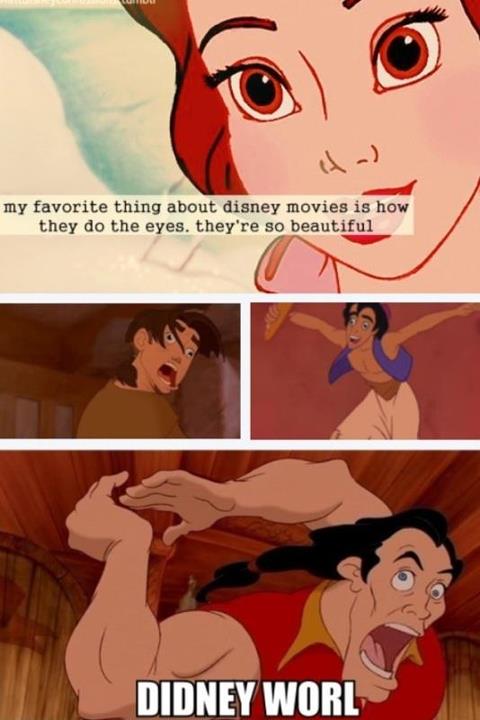 my favorite thing about disney movies is how
they do the eyes. they're so beautiful
DIDNEY WORL